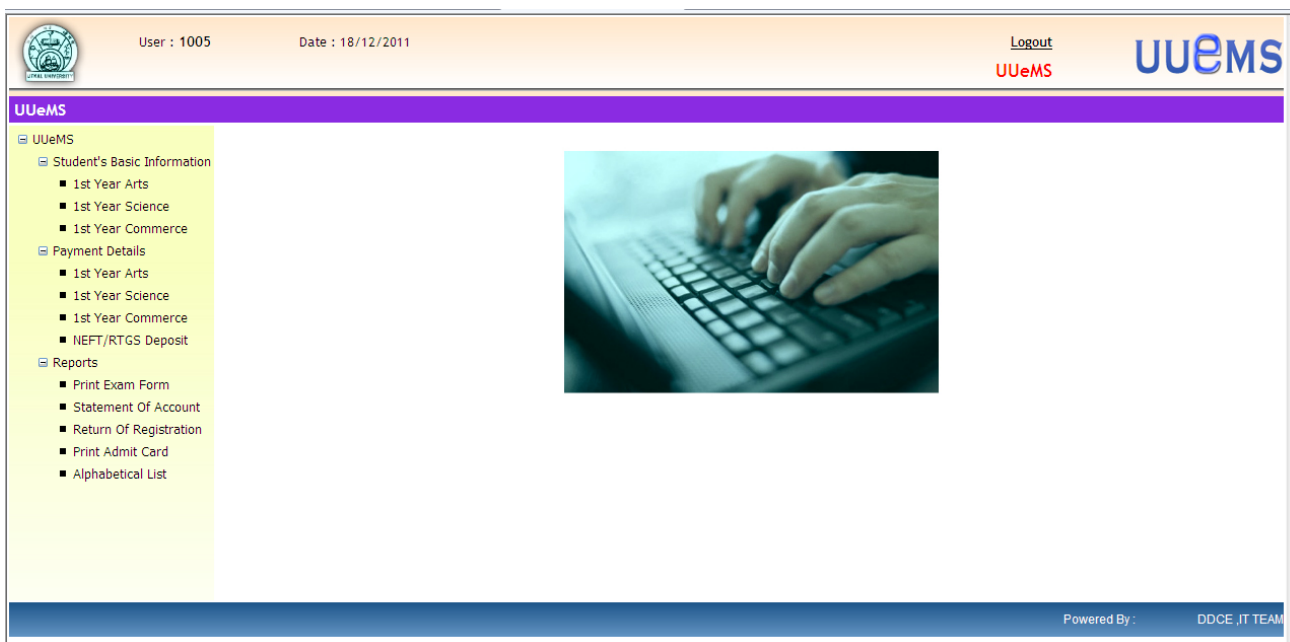 User : 1005 Date : 18/12/2011 Logout
UUeMS
UUeMS
UUeMS
UUeMS
Student's Basic Information
1st Year Arts
1st Year Science
1st Year Commerce
Payment Details
1st Year Arts
1st Year Science
1st Year Commerce
NEFT/RTGS Deposit
Reports
Print Exam Form
Statement Of Account
Return Of Registration
Print Admit Card
Alphabetical List
Powered By : DDCE ,IT TEAM